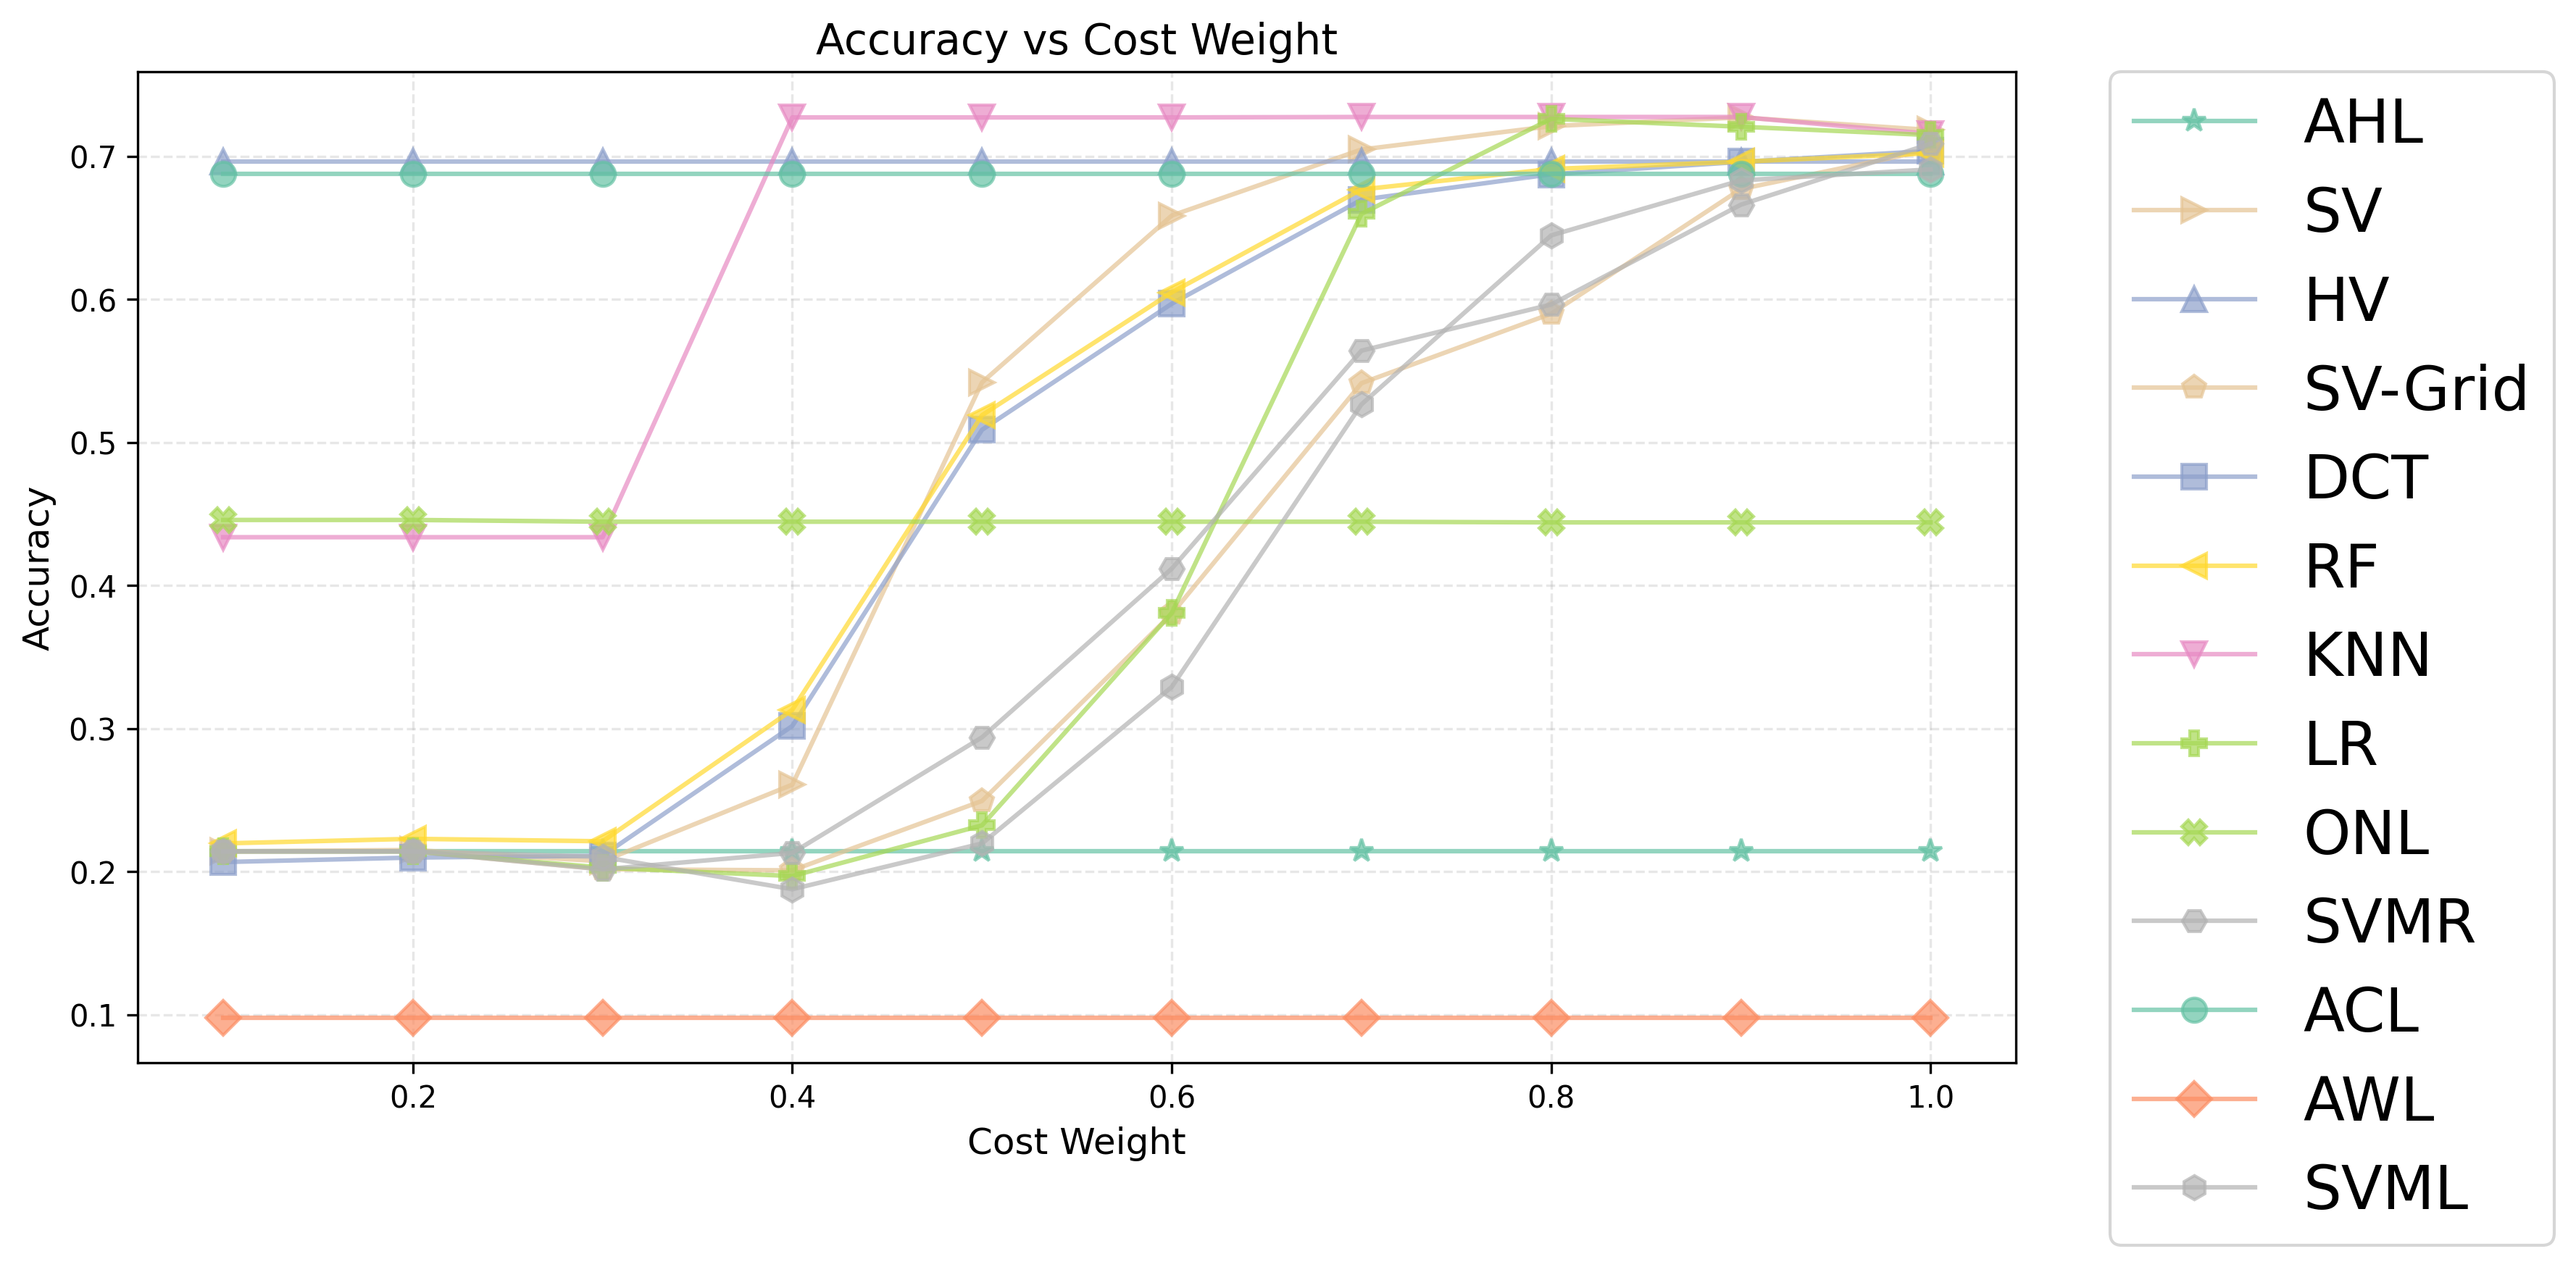 Accuracy vs Cost Weight
Accuracy
0.7
0.6
0.5
0.4
0.3
0.2
0.1
0.2
0.4
0.6
0.8
1.0
Cost Weight
AHL
SV
HV
SV-Grid
DCT
RF
KNN
LR
ONL
SVMR
ACL
AWL
SVML